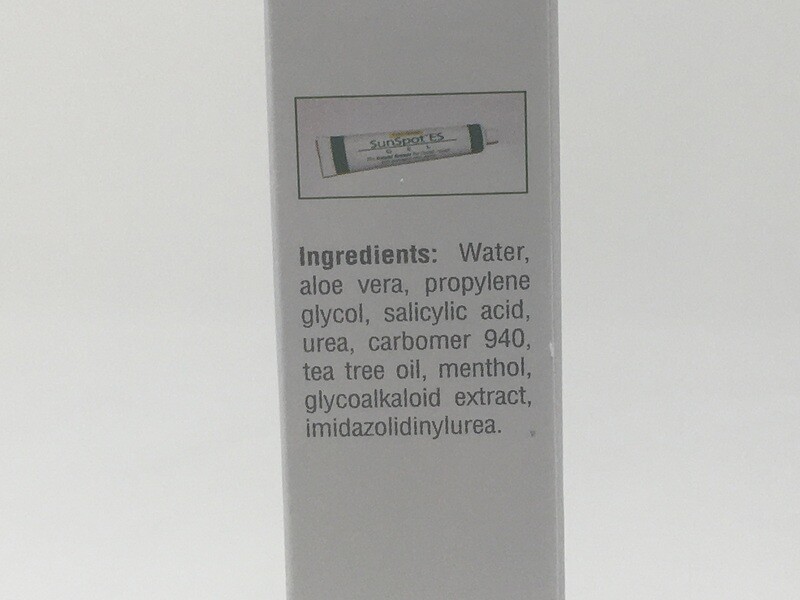 SunSpot ES
G E L
Ingredients: Water,
aloe vera, propylene
glycol, salicylic acid,
urea, carbomer 940,
tea tree oil, menthol,
glycoalkaloid extract,
imidazolidinylurea.